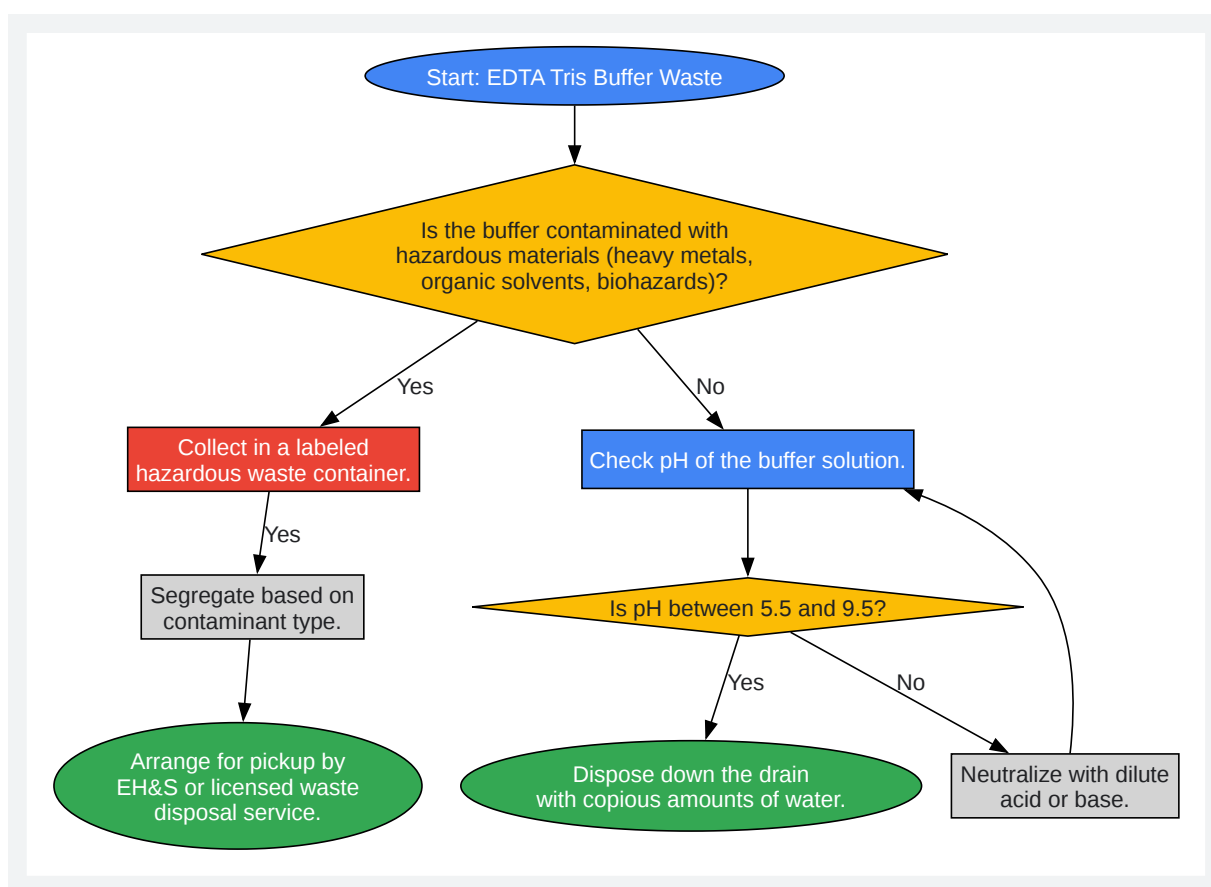 Start: EDTA Tris Buffer Waste
Is the buffer contaminated with
hazardous materials (heavy metals,
organic solvents, biohazards)?
Yes
No
Collect in a labeled
hazardous waste container.
Check pH of the buffer solution.
Yes
Segregate based on
contaminant type.
Is pH between 5.5 and 9.5?
Yes
No
Arrange for pickup by
EH&S or licensed waste
disposal service.
Dispose down the drain
with copious amounts of water.
Neutralize with dilute
acid or base.